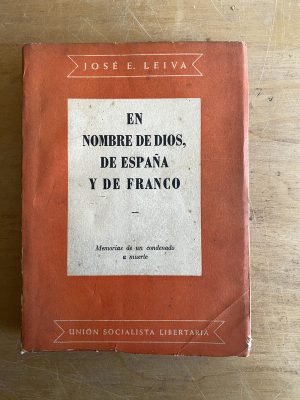 JOSÉ E. LEIVA
EN
NOMBRE DE DIOS,
DE ESPAÑA
Y DE FRANCO
—
Memorias de un condenado
a muerte
UNIÓN SOCIALISTA LIBERTARIA